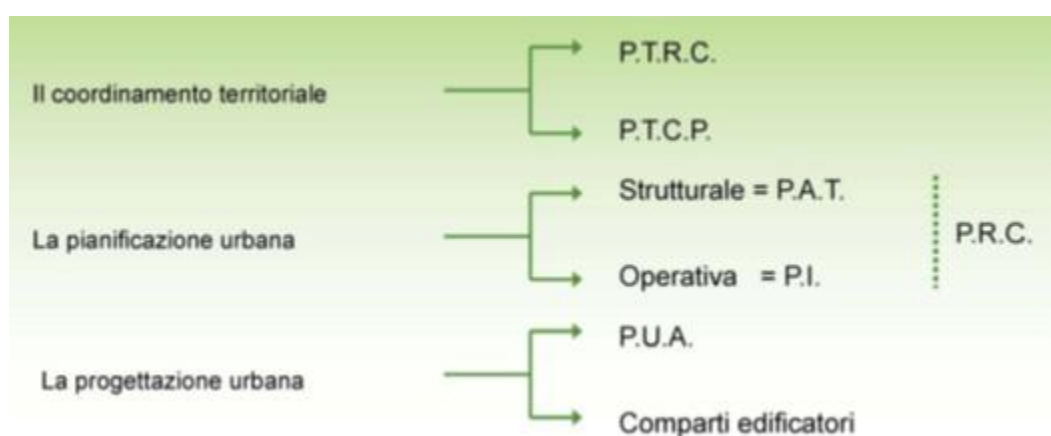 Il coordinamento territoriale
P.T.R.C.
P.T.C.P.
La pianificazione urbana
Strutturale = P.A.T.
Operativa = P.I.
P.R.C.
La progettazione urbana
P.U.A.
Comparti edificatori